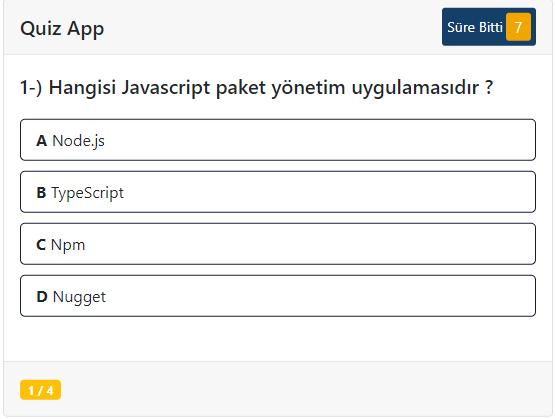 Quiz App
Süre Bitti 7
1-) Hangisi Javascript paket yönetim uygulamasıdır ?
A Node.js
B TypeScript
C Npm
D Nugget
1 / 4